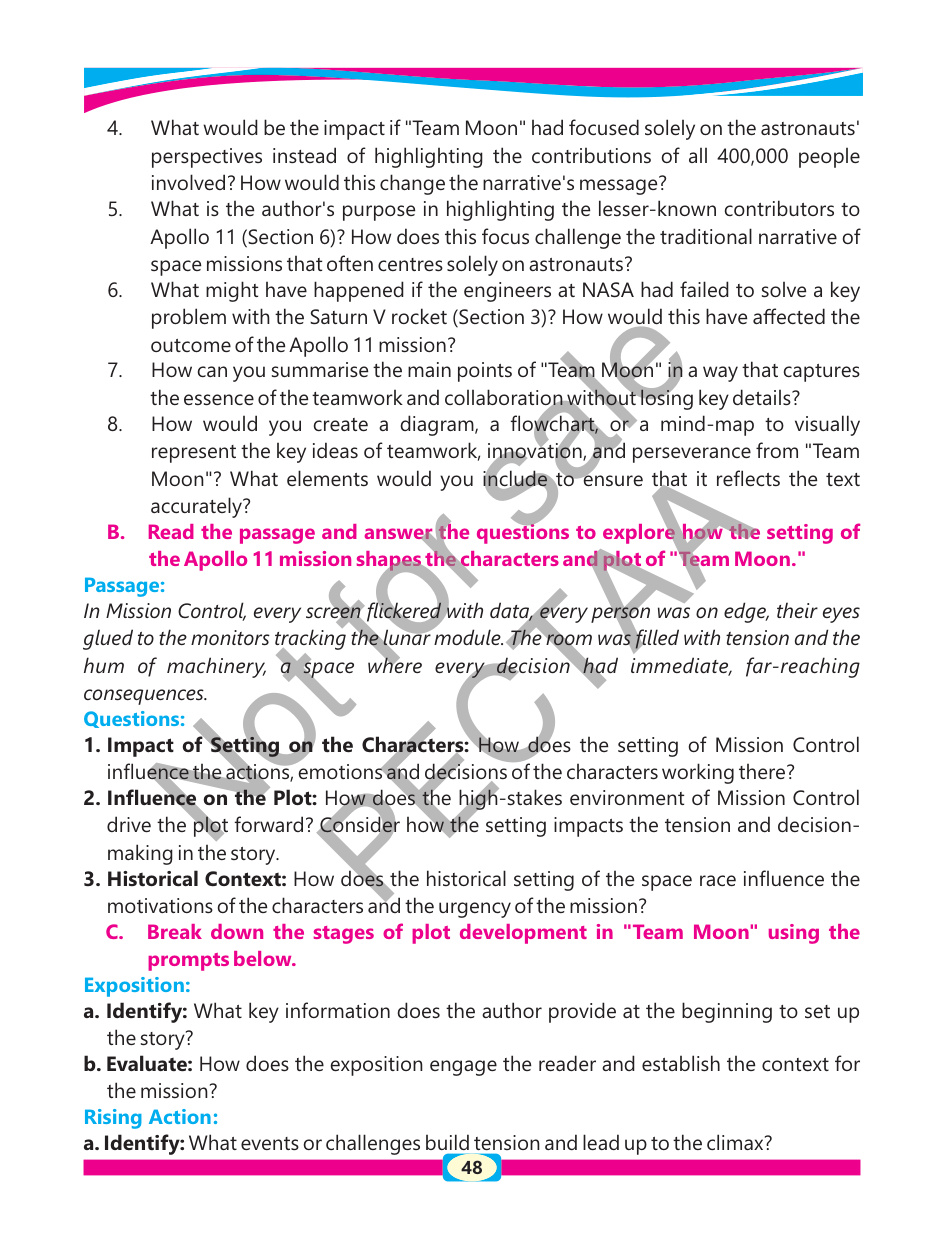 4. What would be the impact if "Team Moon" had focused solely on the astronauts'
perspectives instead of highlighting the contributions of all 400,000 people
involved? How would this change the narrative's message?
5. What is the author's purpose in highlighting the lesser-known contributors to
Apollo 11 (Section 6)? How does this focus challenge the traditional narrative of
space missions that often centres solely on astronauts?
6. What might have happened if the engineers at NASA had failed to solve a key
problem with the Saturn V rocket (Section 3)? How would this have affected the
outcome of the Apollo 11 mission?
7. How can you summarise the main points of "Team Moon" in a way that captures
the essence of the teamwork and collaboration without losing key details?
8. How would you create a diagram, a flowchart, or a mind-map to visually
represent the key ideas of teamwork, innovation, and perseverance from "Team
Moon"? What elements would you include to ensure that it reflects the text
accurately?
B. Read the passage and answer the questions to explore how the setting of
the Apollo 11 mission shapes the characters and plot of "Team Moon."
Passage:
In Mission Control, every screen flickered with data, every person was on edge, their eyes
glued to the monitors tracking the lunar module. The room was filled with tension and the
hum of machinery, a space where every decision had immediate, far-reaching
consequences.
Questions:
1. Impact of Setting on the Characters: How does the setting of Mission Control
influence the actions, emotions and decisions of the characters working there?
2. Influence on the Plot: How does the high-stakes environment of Mission Control
drive the plot forward? Consider how the setting impacts the tension and decision-
making in the story.
3. Historical Context: How does the historical setting of the space race influence the
motivations of the characters and the urgency of the mission?
C. Break down the stages of plot development in "Team Moon" using the
prompts below.
Exposition:
a. Identify: What key information does the author provide at the beginning to set up
the story?
b. Evaluate: How does the exposition engage the reader and establish the context for
the mission?
Rising Action:
a. Identify: What events or challenges build tension and lead up to the climax?
48
Not for sale
PECTAA